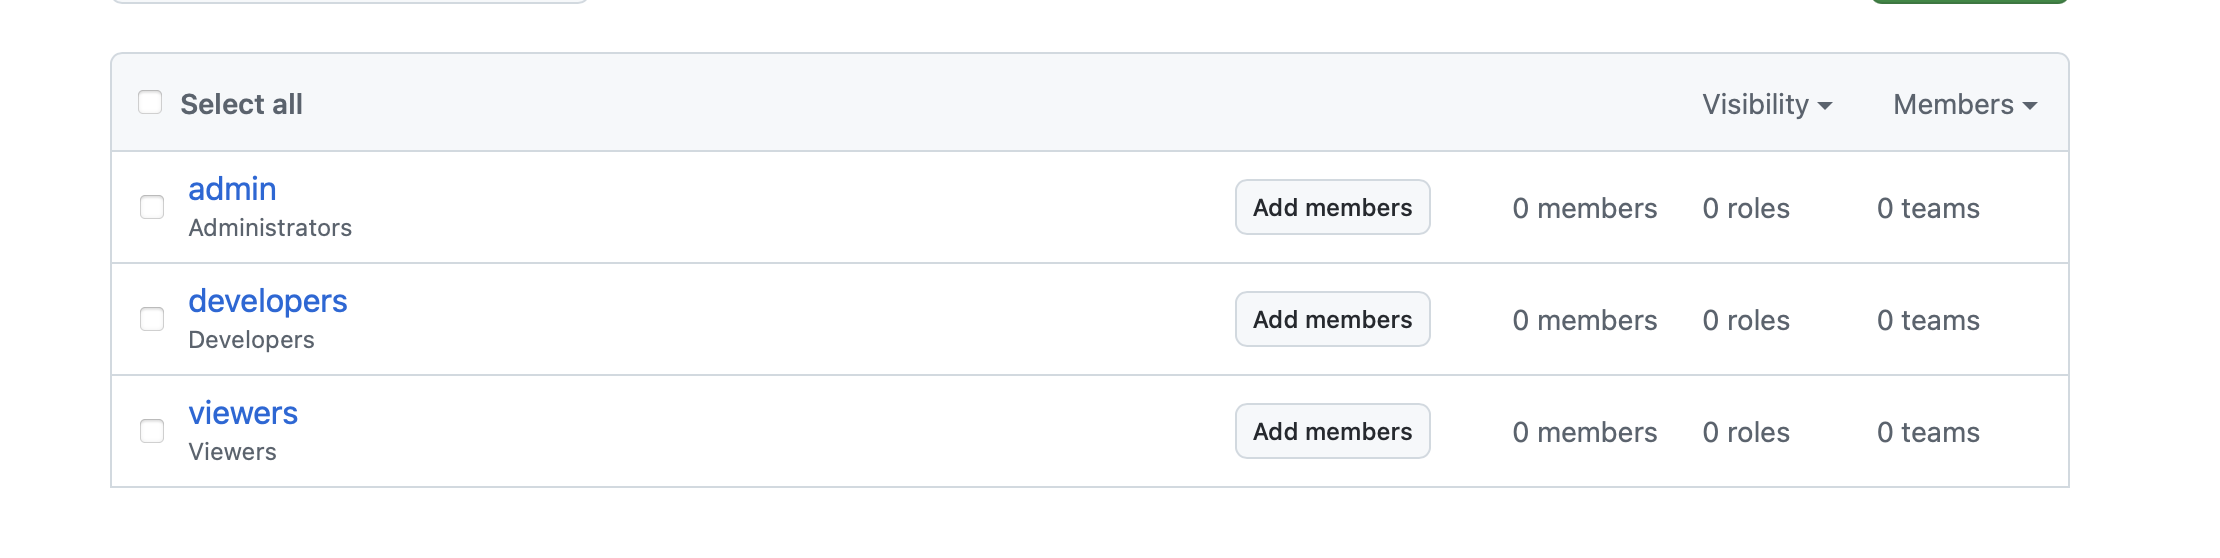 Select all Visibility Members
admin
Administrators
Add members 0 members 0 roles 0 teams
developers
Developers
Add members 0 members 0 roles 0 teams
viewers
Viewers
Add members 0 members 0 roles 0 teams